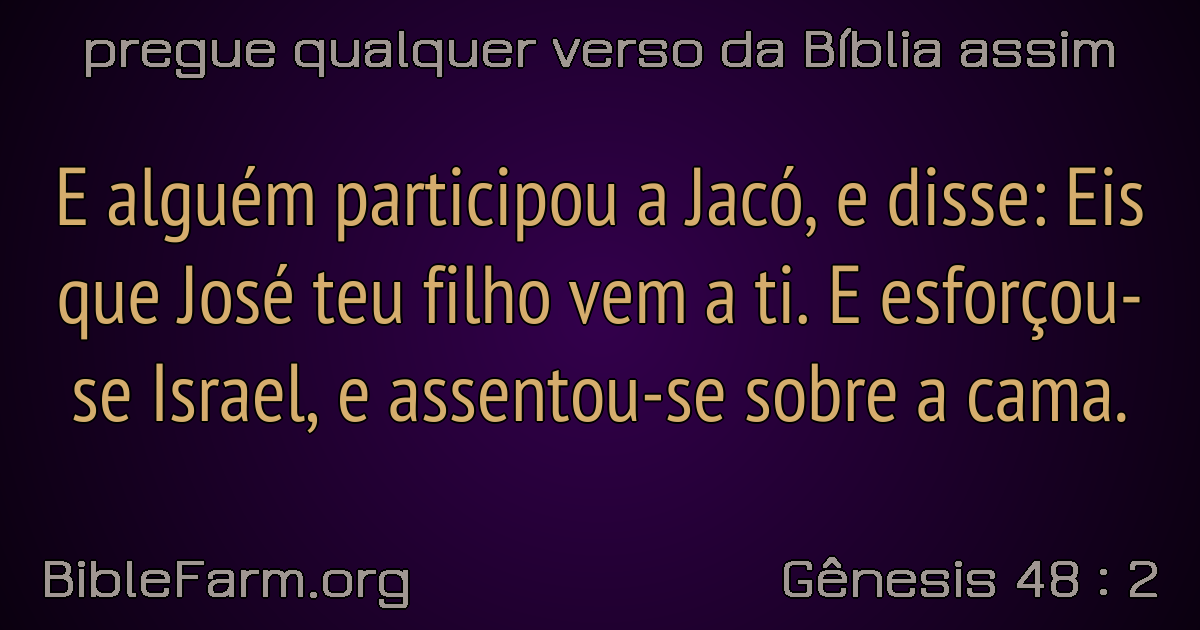 pregue qualquer verso da Bíblia assim
E alguém participou a Jacó, e disse: Eis
que José teu filho vem a ti. E esforçou-
se Israel, e assentou-se sobre a cama.
BibleFarm.org
Gênesis 48 : 2